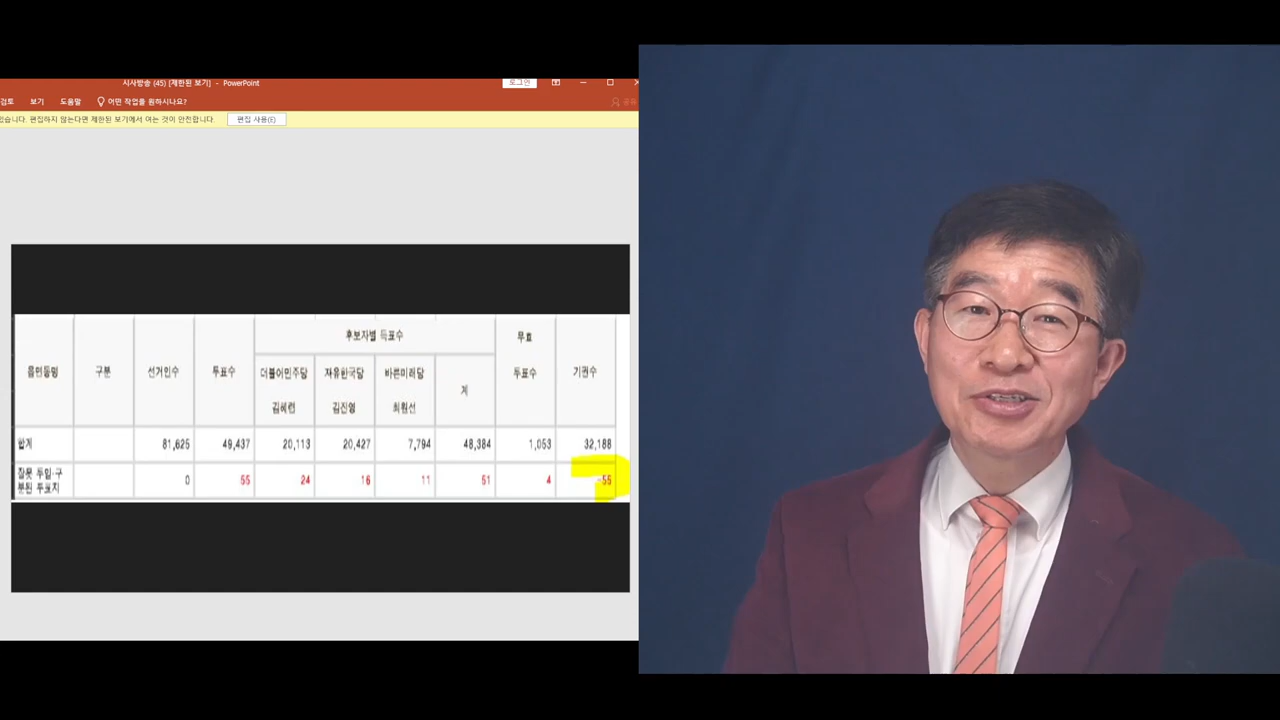 시사방송 (45) [제한된 보기] - PowerPoint
로그인
검토 보기 도움말 어떤 작업을 원하시나요? 공유
있습니다. 편집하지 않는다면 제한된 보기에서 여는 것이 안전합니다. 편집 사용(E)
후보자별 득표수
무효
읍면동명 구분 선거인수 투표수 더불어민주당 자유한국당 바른미래당 계 투표수 기권수
김혜련 김진영 최훤선
합계 81,625 49,437 20,113 20,427 7,794 48,384 1,053 32,188
잘못 투입·구
분된 투표지 0 55 24 16 11 51 4 -55